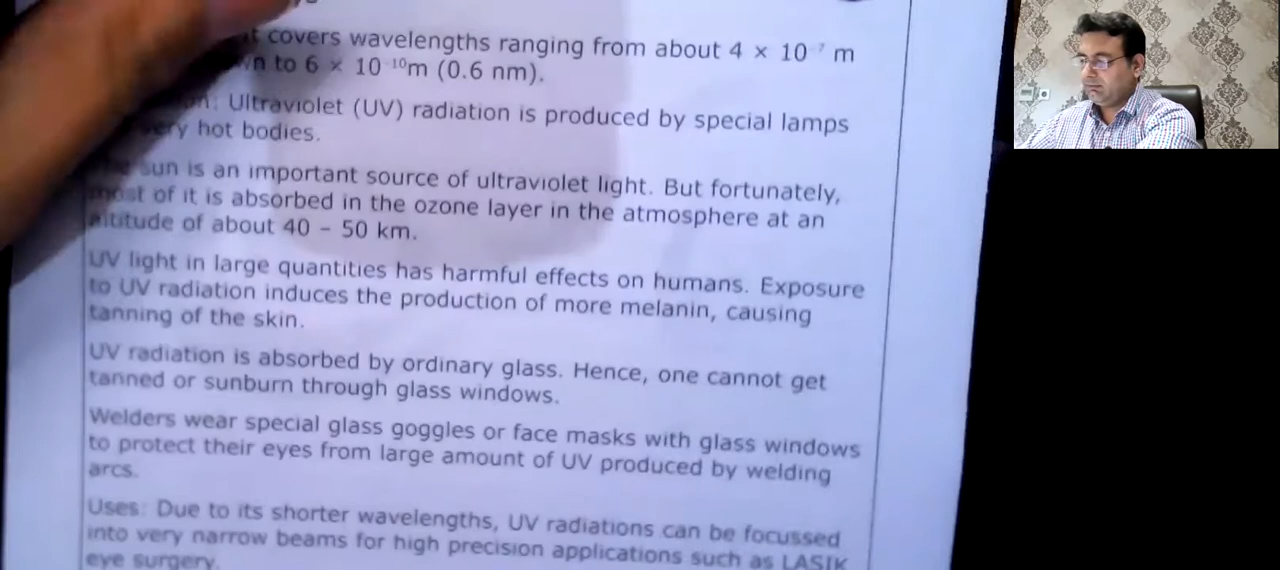 t covers wavelengths ranging from about 4 × 10⁻⁷ m
n to 6 × 10⁻¹⁰m (0.6 nm).
n: Ultraviolet (UV) radiation is produced by special lamps
ery hot bodies.
sun is an important source of ultraviolet light. But fortunately,
most of it is absorbed in the ozone layer in the atmosphere at an
altitude of about 40 – 50 km.
UV light in large quantities has harmful effects on humans. Exposure
to UV radiation induces the production of more melanin, causing
tanning of the skin.
UV radiation is absorbed by ordinary glass. Hence, one cannot get
tanned or sunburn through glass windows.
Welders wear special glass goggles or face masks with glass windows
to protect their eyes from large amount of UV produced by welding
arcs.
Uses: Due to its shorter wavelengths, UV radiations can be focussed
into very narrow beams for high precision applications such as LASIK
eye surgery.